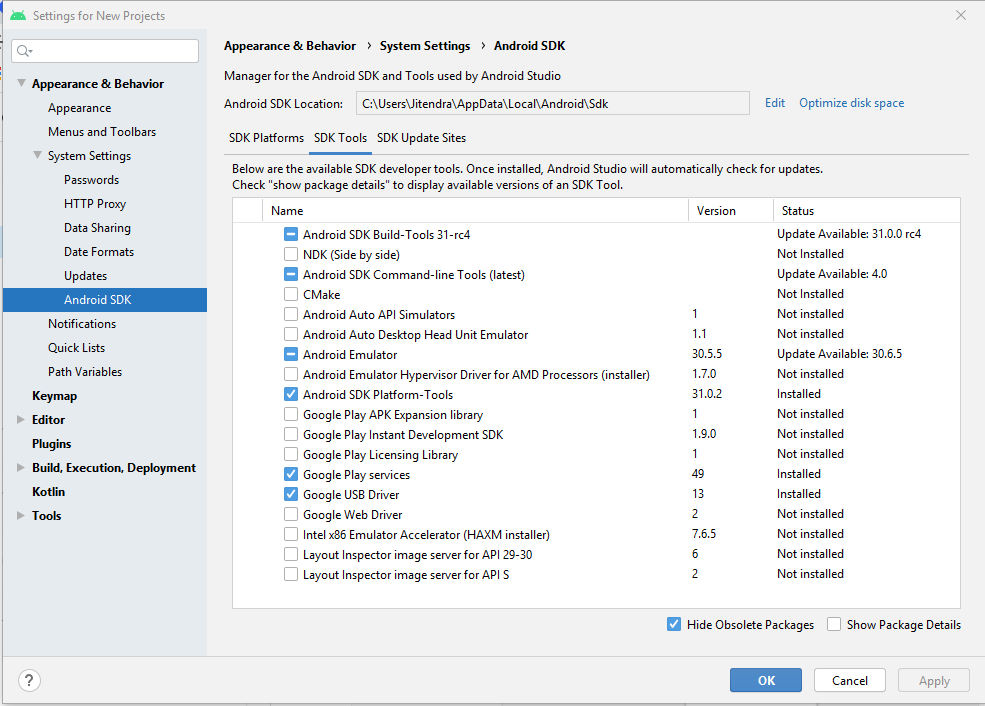 Settings for New Projects
Appearance & Behavior
Appearance
Menus and Toolbars
System Settings
Passwords
HTTP Proxy
Data Sharing
Date Formats
Updates
Android SDK
Notifications
Quick Lists
Path Variables
Keymap
Editor
Plugins
Build, Execution, Deployment
Kotlin
Tools
Appearance & Behavior › System Settings › Android SDK
Manager for the Android SDK and Tools used by Android Studio
Android SDK Location: C:\Users\Jitendra\AppData\Local\Android\Sdk Edit Optimize disk space
SDK Platforms SDK Tools SDK Update Sites
Below are the available SDK developer tools. Once installed, Android Studio will automatically check for updates.
Check "show package details" to display available versions of an SDK Tool.
Name Version Status
Android SDK Build-Tools 31-rc4 Update Available: 31.0.0 rc4
NDK (Side by side) Not Installed
Android SDK Command-line Tools (latest) Update Available: 4.0
CMake Not Installed
Android Auto API Simulators 1 Not installed
Android Auto Desktop Head Unit Emulator 1.1 Not installed
Android Emulator 30.5.5 Update Available: 30.6.5
Android Emulator Hypervisor Driver for AMD Processors (installer) 1.7.0 Not installed
Android SDK Platform-Tools 31.0.2 Installed
Google Play APK Expansion library 1 Not installed
Google Play Instant Development SDK 1.9.0 Not installed
Google Play Licensing Library 1 Not installed
Google Play services 49 Installed
Google USB Driver 13 Installed
Google Web Driver 2 Not installed
Intel x86 Emulator Accelerator (HAXM installer) 7.6.5 Not installed
Layout Inspector image server for API 29-30 6 Not installed
Layout Inspector image server for API S 2 Not installed
Hide Obsolete Packages Show Package Details
? OK Cancel Apply